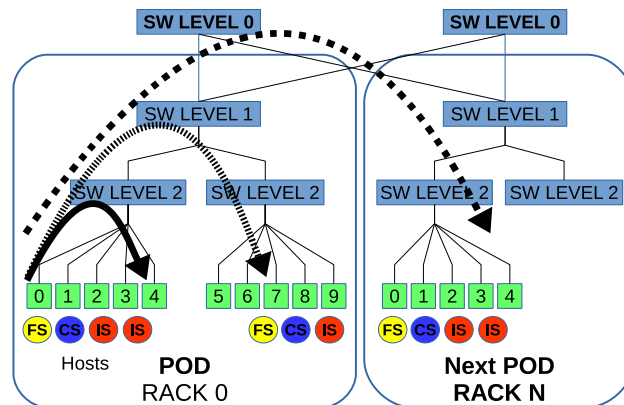 SW LEVEL 0 SW LEVEL 0
SW LEVEL 1 SW LEVEL 1
SW LEVEL 2 SW LEVEL 2 SW LEVEL 2 SW LEVEL 2
0 1 2 3 4 5 6 7 8 9 0 1 2 3 4
FS CS IS IS FS CS IS FS CS IS IS
Hosts POD Next POD
RACK 0 RACK N